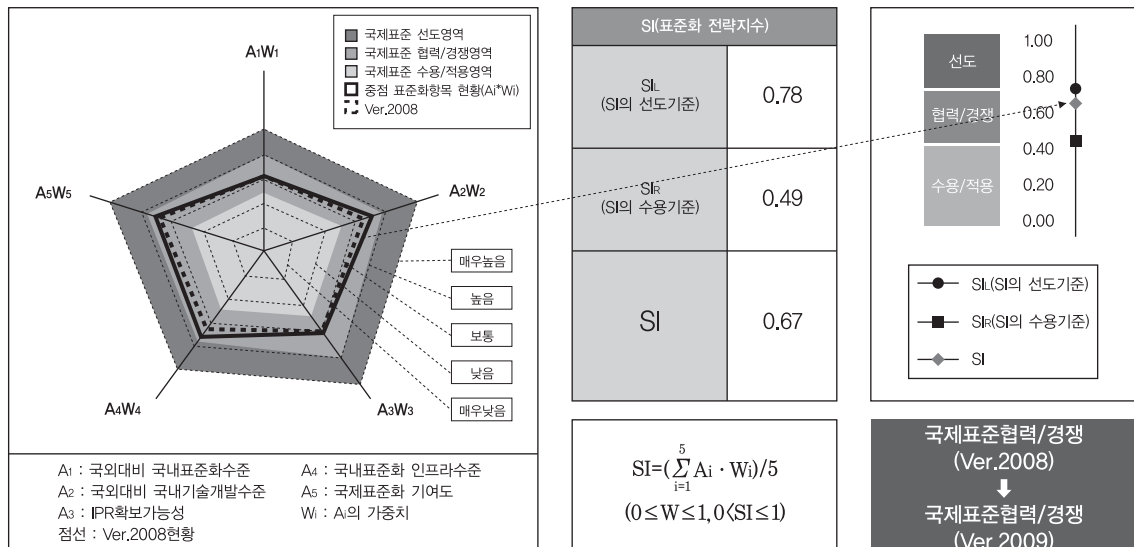 국제표준 선도영역
국제표준 협력/경쟁영역
국제표준 수용/적용영역
중점 표준화항목 현황(Ai*Wi)
Ver.2008
A1W1
A2W2
A5W5
A4W4
A3W3
매우높음
높음
보통
낮음
매우낮음
A1 : 국외대비 국내표준화수준
A2 : 국외대비 국내기술개발수준
A3 : IPR확보가능성
점선 : Ver.2008현황
A4 : 국내표준화 인프라수준
A5 : 국제표준화 기여도
Wi : Ai의 가중치
SI(표준화 전략지수)
SIL
(SI의 선도기준)
0.78
SIR
(SI의 수용기준)
0.49
SI
0.67
SI=(∑Ai · Wi)/5
5
i=1
(0≤W≤1, 0<SI≤1)
선도
협력/경쟁
수용/적용
1.00
0.80
0.60
0.40
0.20
0.00
SIL(SI의 선도기준)
SIR(SI의 수용기준)
SI
국제표준협력/경쟁
(Ver.2008)
국제표준협력/경쟁
(Ver.2009)